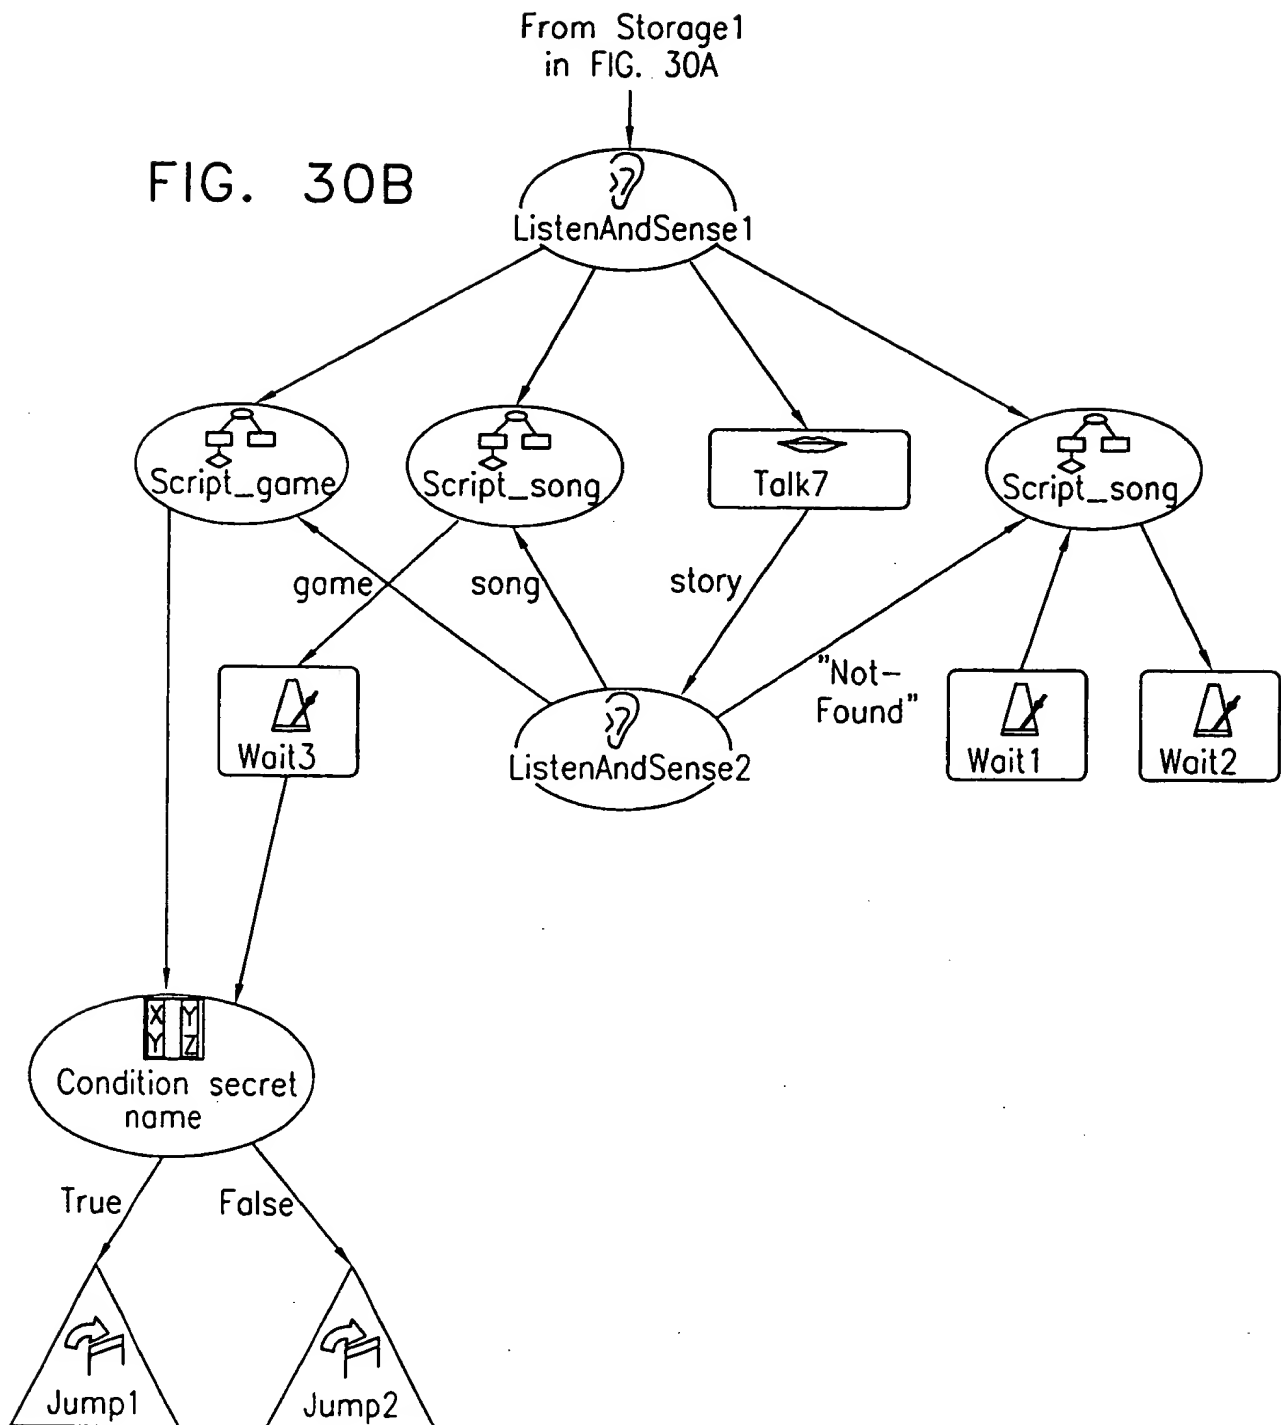 From Storage1
in FIG. 30A
FIG. 30B
ListenAndSense1
Script_game
Script_song
Talk7
Script_song
game
song
story
"Not-
Found"
Wait3
ListenAndSense2
Wait1
Wait2
X Y
Y Z
Condition secret
name
True
False
Jump1
Jump2